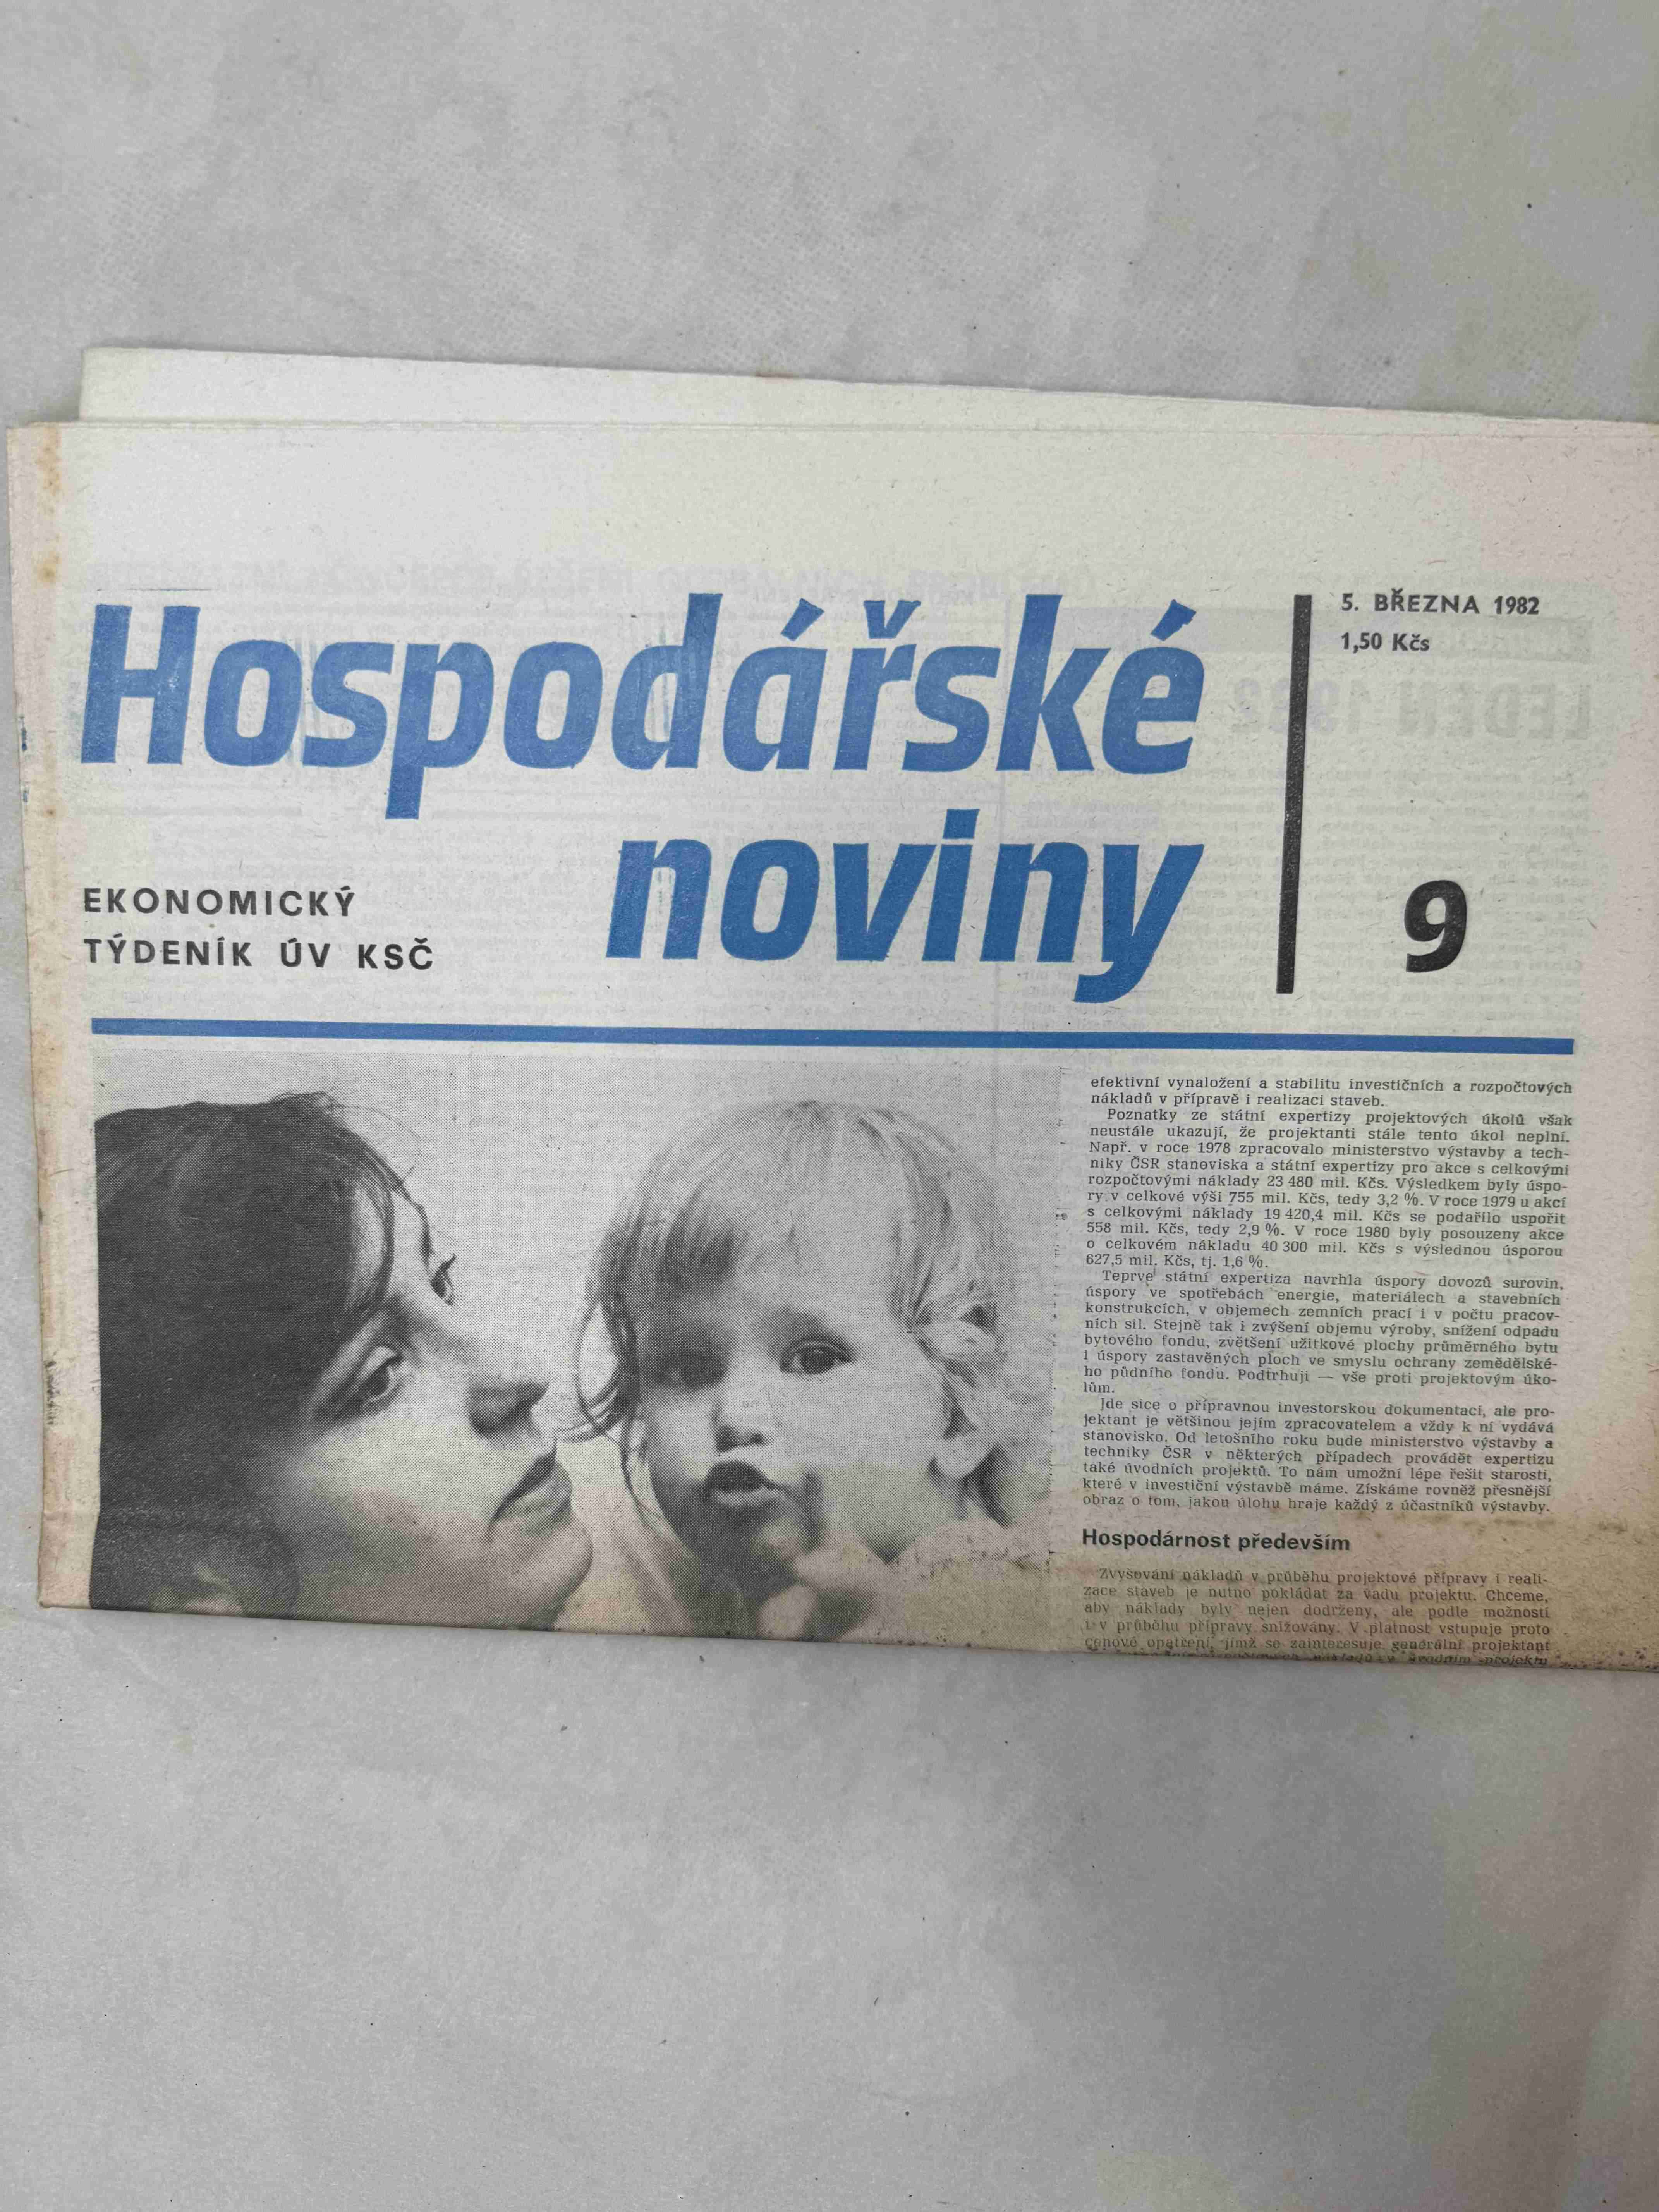 Hospodářské
noviny
EKONOMICKÝ
TÝDENÍK ÚV KSČ
5. BŘEZNA 1982
1,50 Kčs
9
efektivní vynaložení a stabilitu investičních a rozpočtových
nákladů v přípravě i realizaci staveb.
Poznatky ze státní expertizy projektových úkolů však
neustále ukazují, že projektanti stále tento úkol neplní.
Např. v roce 1978 zpracovalo ministerstvo výstavby a tech-
niky ČSR stanoviska a státní expertizy pro akce s celkovými
rozpočtovými náklady 23 480 mil. Kčs. Výsledkem byly úspo-
ry v celkové výši 755 mil. Kčs, tedy 3,2 %. V roce 1979 u akcí
s celkovými náklady 19 420,4 mil. Kčs se podařilo uspořit
558 mil. Kčs, tedy 2,9 %. V roce 1980 byly posouzeny akce
o celkovém nákladu 40 300 mil. Kčs s výslednou úsporou
627,5 mil. Kčs, tj. 1,6 %.
Teprve státní expertiza navrhla úspory dovozů surovin,
úspory ve spotřebách energie, materiálech a stavebních
konstrukcích, v objemech zemních prací i v počtu pracov-
ních sil. Stejně tak i zvýšení objemu výroby, snížení odpadu
bytového fondu, zvětšení užitkové plochy průměrného bytu
i úspory zastavěných ploch ve smyslu ochrany zemědělské-
ho půdního fondu. Podtrhuji — vše proti projektovým úko-
lům.
Jde sice o přípravnou investorskou dokumentaci, ale pro-
jektant je většinou jejím zpracovatelem a vždy k ní vydává
stanovisko. Od letošního roku bude ministerstvo výstavby a
techniky ČSR v některých případech provádět expertizu
také úvodních projektů. To nám umožní lépe řešit starosti,
které v investiční výstavbě máme. Získáme rovněž přesnější
obraz o tom, jakou úlohu hraje každý z účastníků výstavby.
Hospodárnost především
Zvyšování nákladů v průběhu projektové přípravy i reali-
zace staveb je nutno pokládat za vadu projektu. Chceme,
aby náklady byly nejen dodrženy, ale podle možnosti
i v průběhu přípravy snižovány. V platnost vstupuje proto
cenové opatření, jímž se zainteresuje generální projektant
nákladů v úvodním projektu